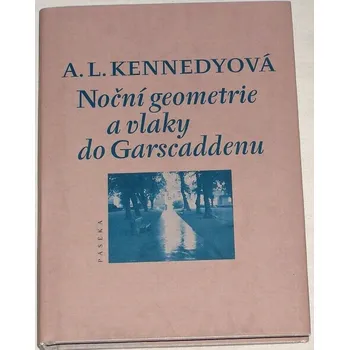 A. L. KENNEDYOVÁ
Noční geometrie
a vlaky
do Garscaddenu
PASEKA